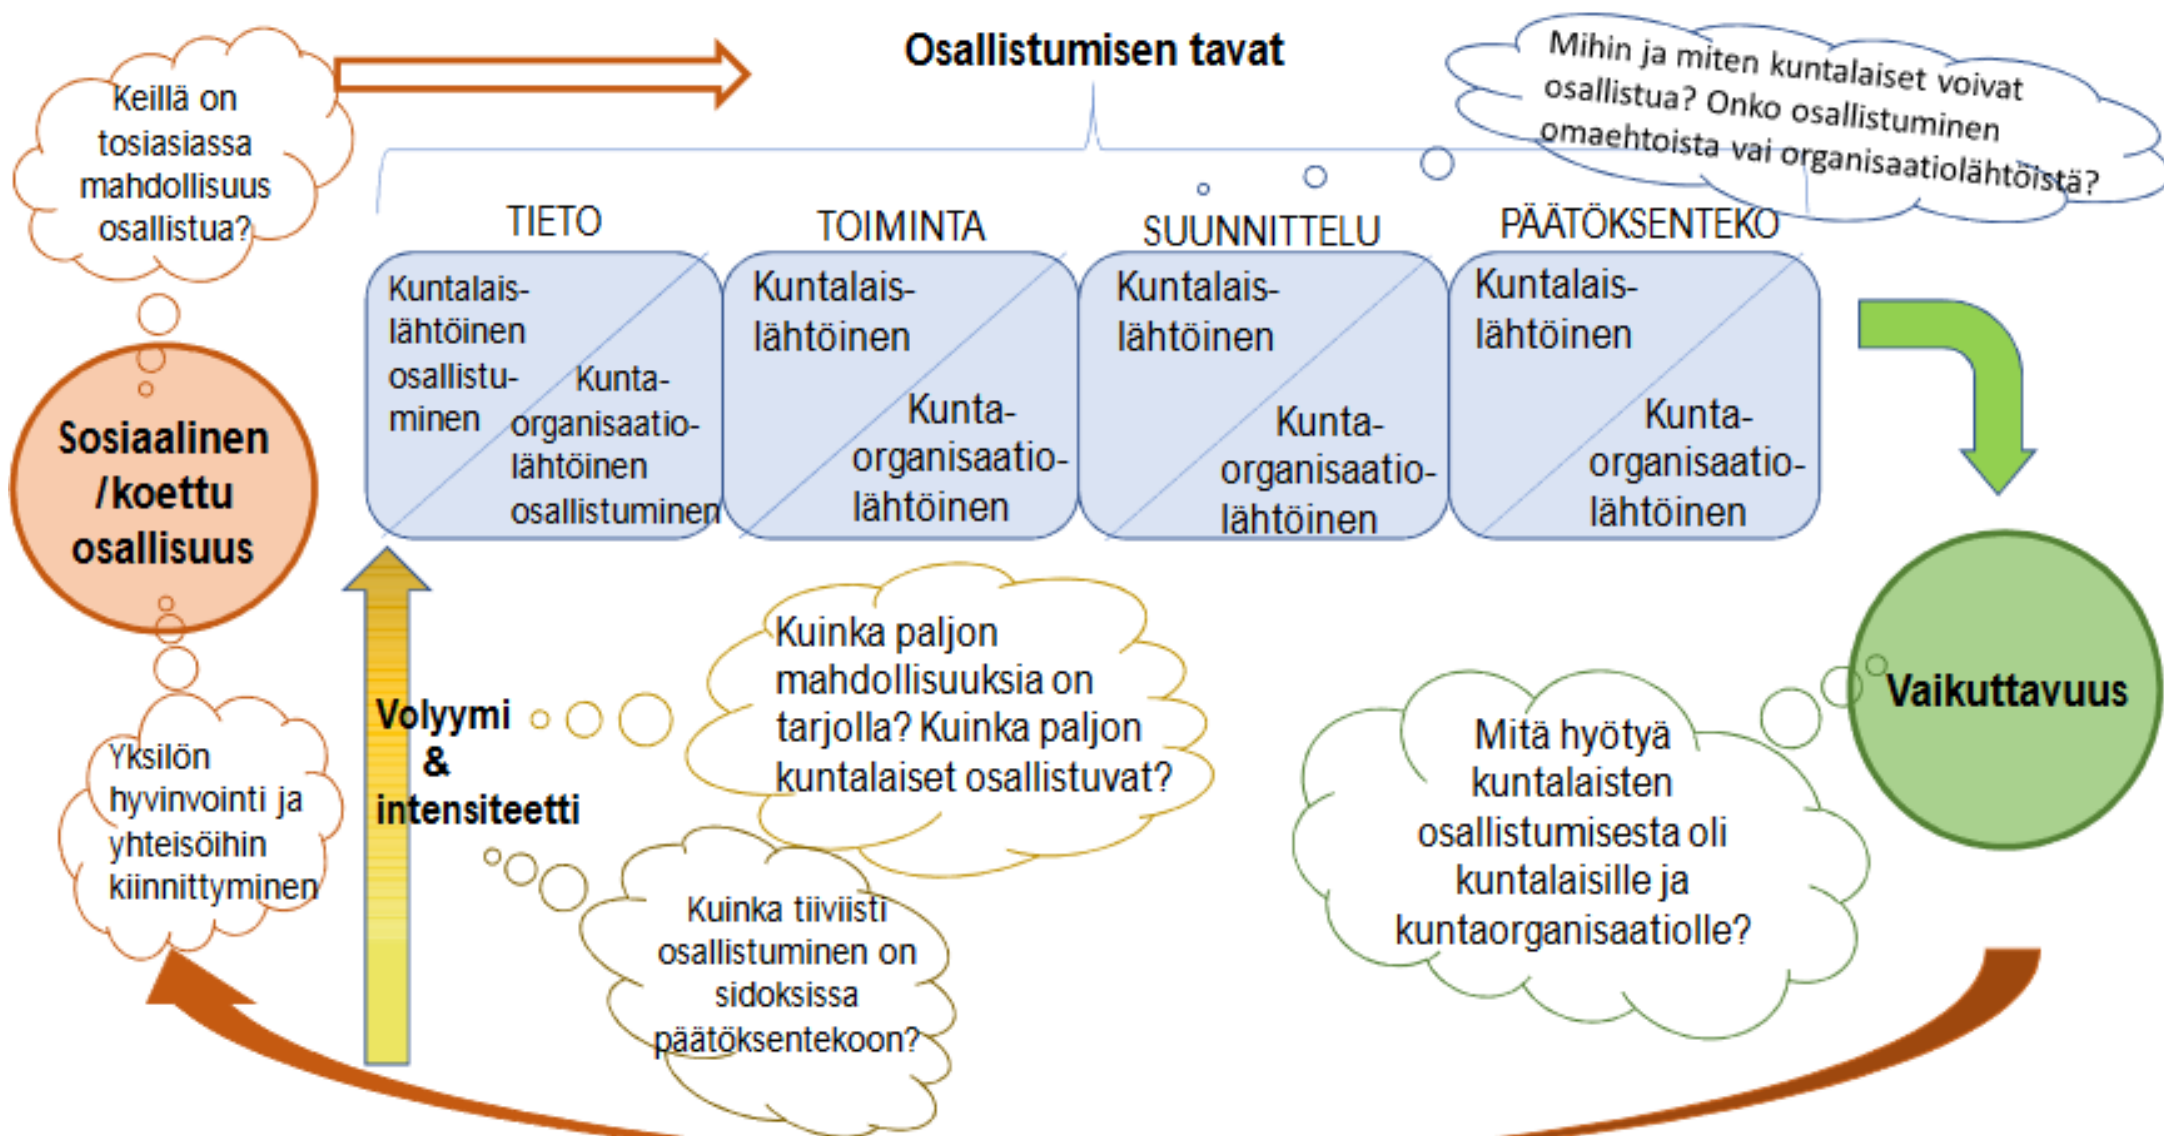 Osallistumisen tavat
Keillä on
tosiasiassa
mahdollisuus
osallistua?
Mihin ja miten kuntalaiset voivat
osallistua? Onko osallistuminen
omaehtoista vai organisaatiolähtöistä?
TIETO
TOIMINTA
SUUNNITTELU
PÄÄTÖKSENTEKO
Kuntalais-
lähtöinen
osallistu-
minen
Kunta-
organisaatio-
lähtöinen
osallistuminen
Kuntalais-
lähtöinen
Kunta-
organisaatio-
lähtöinen
Kuntalais-
lähtöinen
Kunta-
organisaatio-
lähtöinen
Kuntalais-
lähtöinen
Kunta-
organisaatio-
lähtöinen
Sosiaalinen
/koettu
osallisuus
Yksilön
hyvinvointi ja
yhteisöihin
kiinnittyminen
Volyymi
&
intensiteetti
Kuinka paljon
mahdollisuuksia on
tarjolla? Kuinka paljon
kuntalaiset osallistuvat?
Kuinka tiiviisti
osallistuminen on
sidoksissa
päätöksentekoon?
Vaikuttavuus
Mitä hyötyä
kuntalaisten
osallistumisesta oli
kuntalaisille ja
kuntaorganisaatiolle?